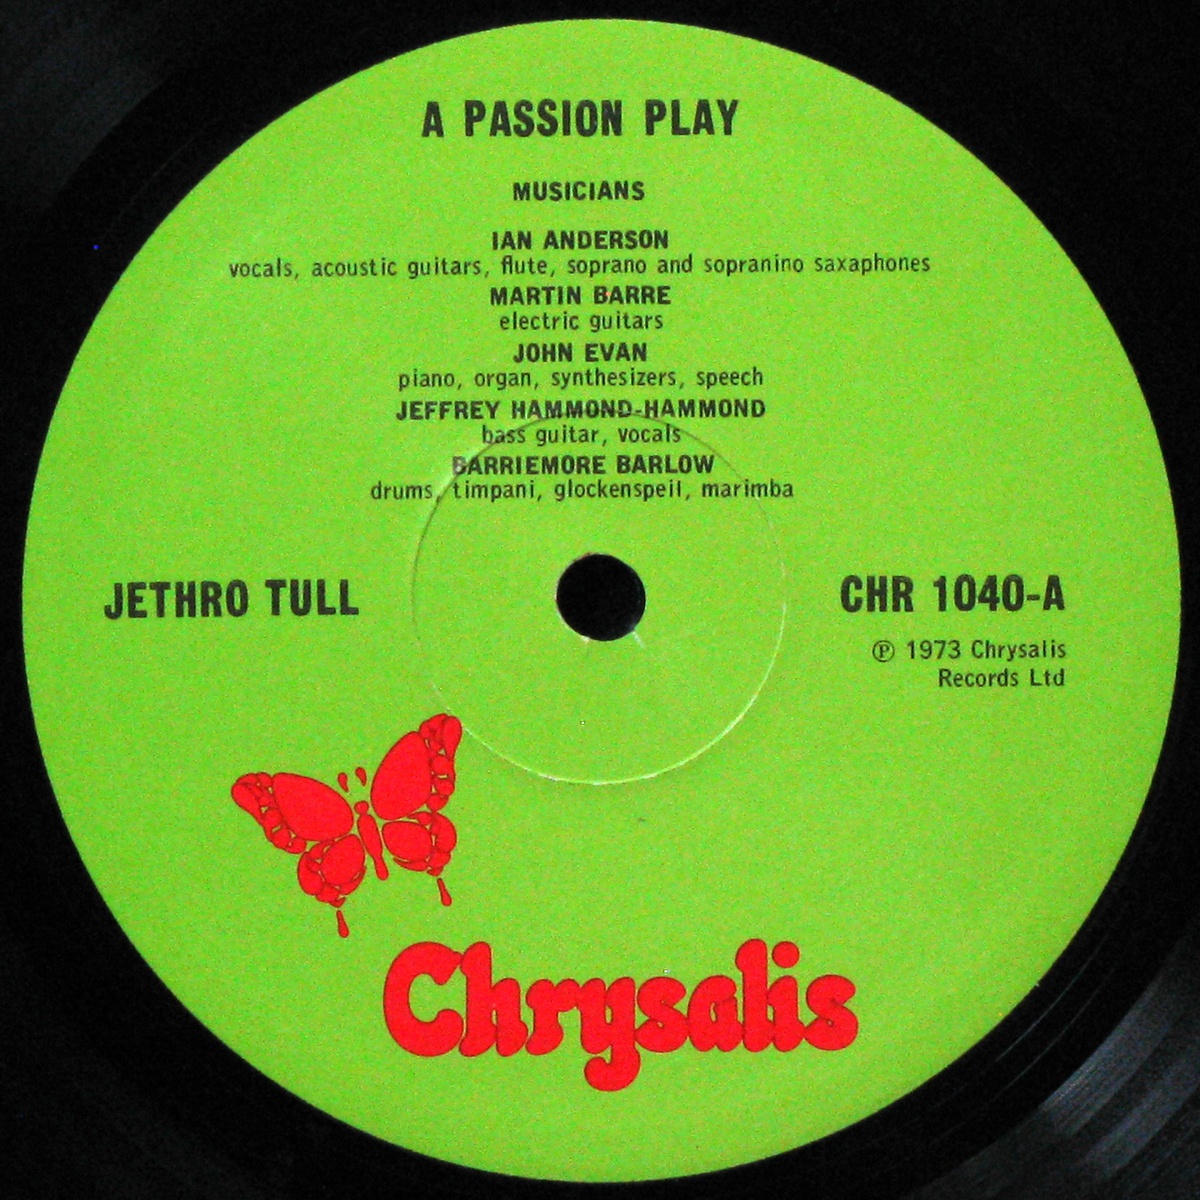 A PASSION PLAY
MUSICIANS
IAN ANDERSON
vocals, acoustic guitars, flute, soprano and sopranino saxaphones
MARTIN BARRE
electric guitars
JOHN EVAN
piano, organ, synthesizers, speech
JEFFREY HAMMOND-HAMMOND
bass guitar, vocals
BARRIEMORE BARLOW
drums, timpani, glockenspeil, marimba
JETHRO TULL
CHR 1040-A
Ⓟ 1973 Chrysalis
Records Ltd
Chrysalis